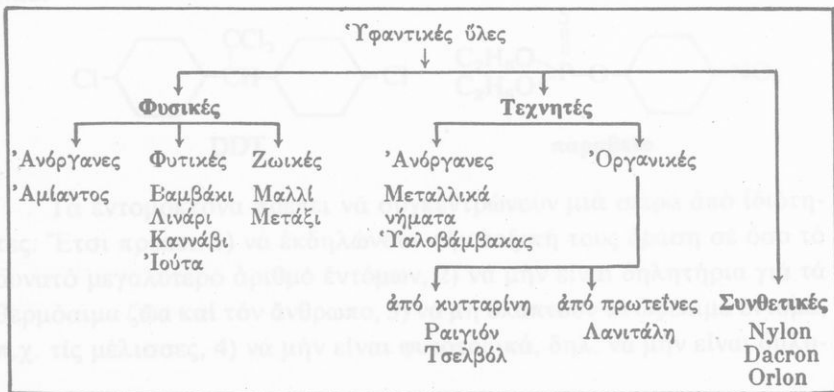 Ὑφαντικές ὕλες
Φυσικές
Τεχνητές
Ἀνόργανες
Φυτικές
Ζωικές
Ἀνόργανες
Ὀργανικές
Ἀμίαντος
Βαμβάκι
Λινάρι
Καννάβι
Ἰούτα
Μαλλί
Μετάξι
Μεταλλικά
νήματα
Ὑαλοβάμβακας
ἀπό κυτταρίνη
Ραιγιόν
Τσελβόλ
ἀπό πρωτεΐνες
Λανιτάλη
Συνθετικές
Nylon
Dacron
Orlon